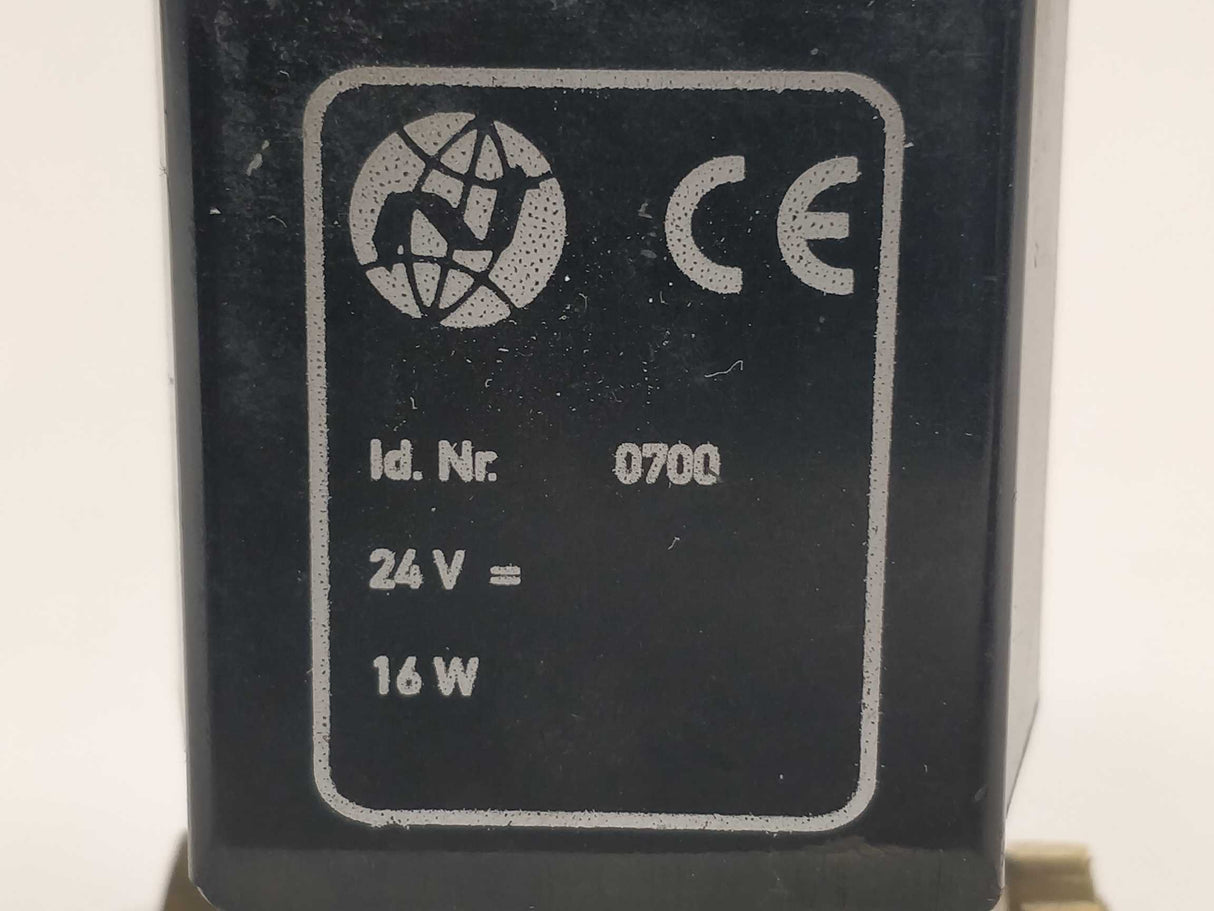 CE
Id. Nr. 0700
24 V =
16 W